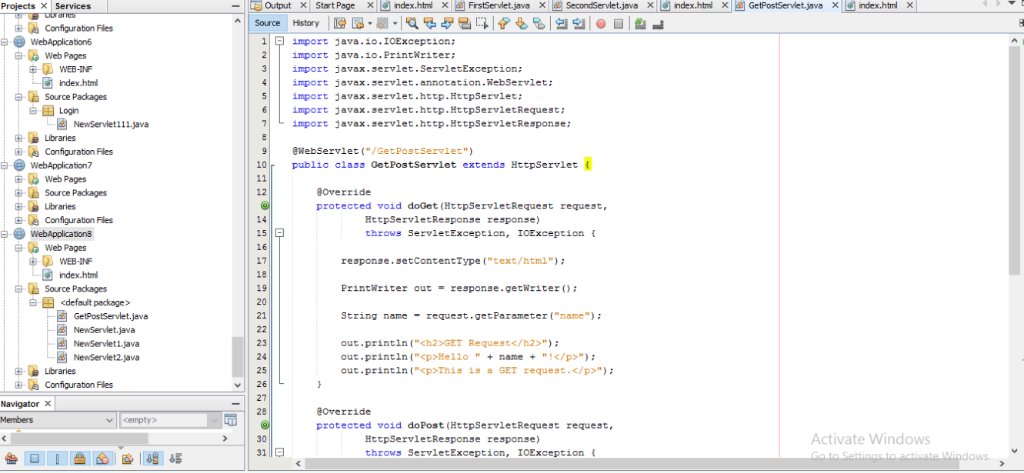 Projects X Services
Libraries
Configuration Files
WebApplication6
Web Pages
WEB-INF
index.html
Source Packages
Login
NewServlet111.java
Libraries
Configuration Files
WebApplication7
Web Pages
Source Packages
Libraries
Configuration Files
WebApplication8
Web Pages
WEB-INF
index.html
Source Packages
<default package>
GetPostServlet.java
NewServlet.java
NewServlet1.java
NewServlet2.java
Libraries
Configuration Files
Navigator X
Members <empty>
Output X Start Page X index.html X FirstServlet.java X SecondServlet.java X index.html X GetPostServlet.java X index.html X
Source History
1 import java.io.IOException;
2 import java.io.PrintWriter;
3 import javax.servlet.ServletException;
4 import javax.servlet.annotation.WebServlet;
5 import javax.servlet.http.HttpServlet;
6 import javax.servlet.http.HttpServletRequest;
7 import javax.servlet.http.HttpServletResponse;
8
9 @WebServlet("/GetPostServlet")
10 public class GetPostServlet extends HttpServlet {
11
12 @Override
protected void doGet(HttpServletRequest request,
14 HttpServletResponse response)
15 throws ServletException, IOException {
16
17 response.setContentType("text/html");
18
19 PrintWriter out = response.getWriter();
20
21 String name = request.getParameter("name");
22
23 out.println("<h2>GET Request</h2>");
24 out.println("<p>Hello " + name + "!</p>");
25 out.println("<p>This is a GET request.</p>");
26 }
27
28 @Override
protected void doPost(HttpServletRequest request,
30 HttpServletResponse response)
31 throws ServletException, IOException {
Activate Windows
Go to Settings to activate Windows.